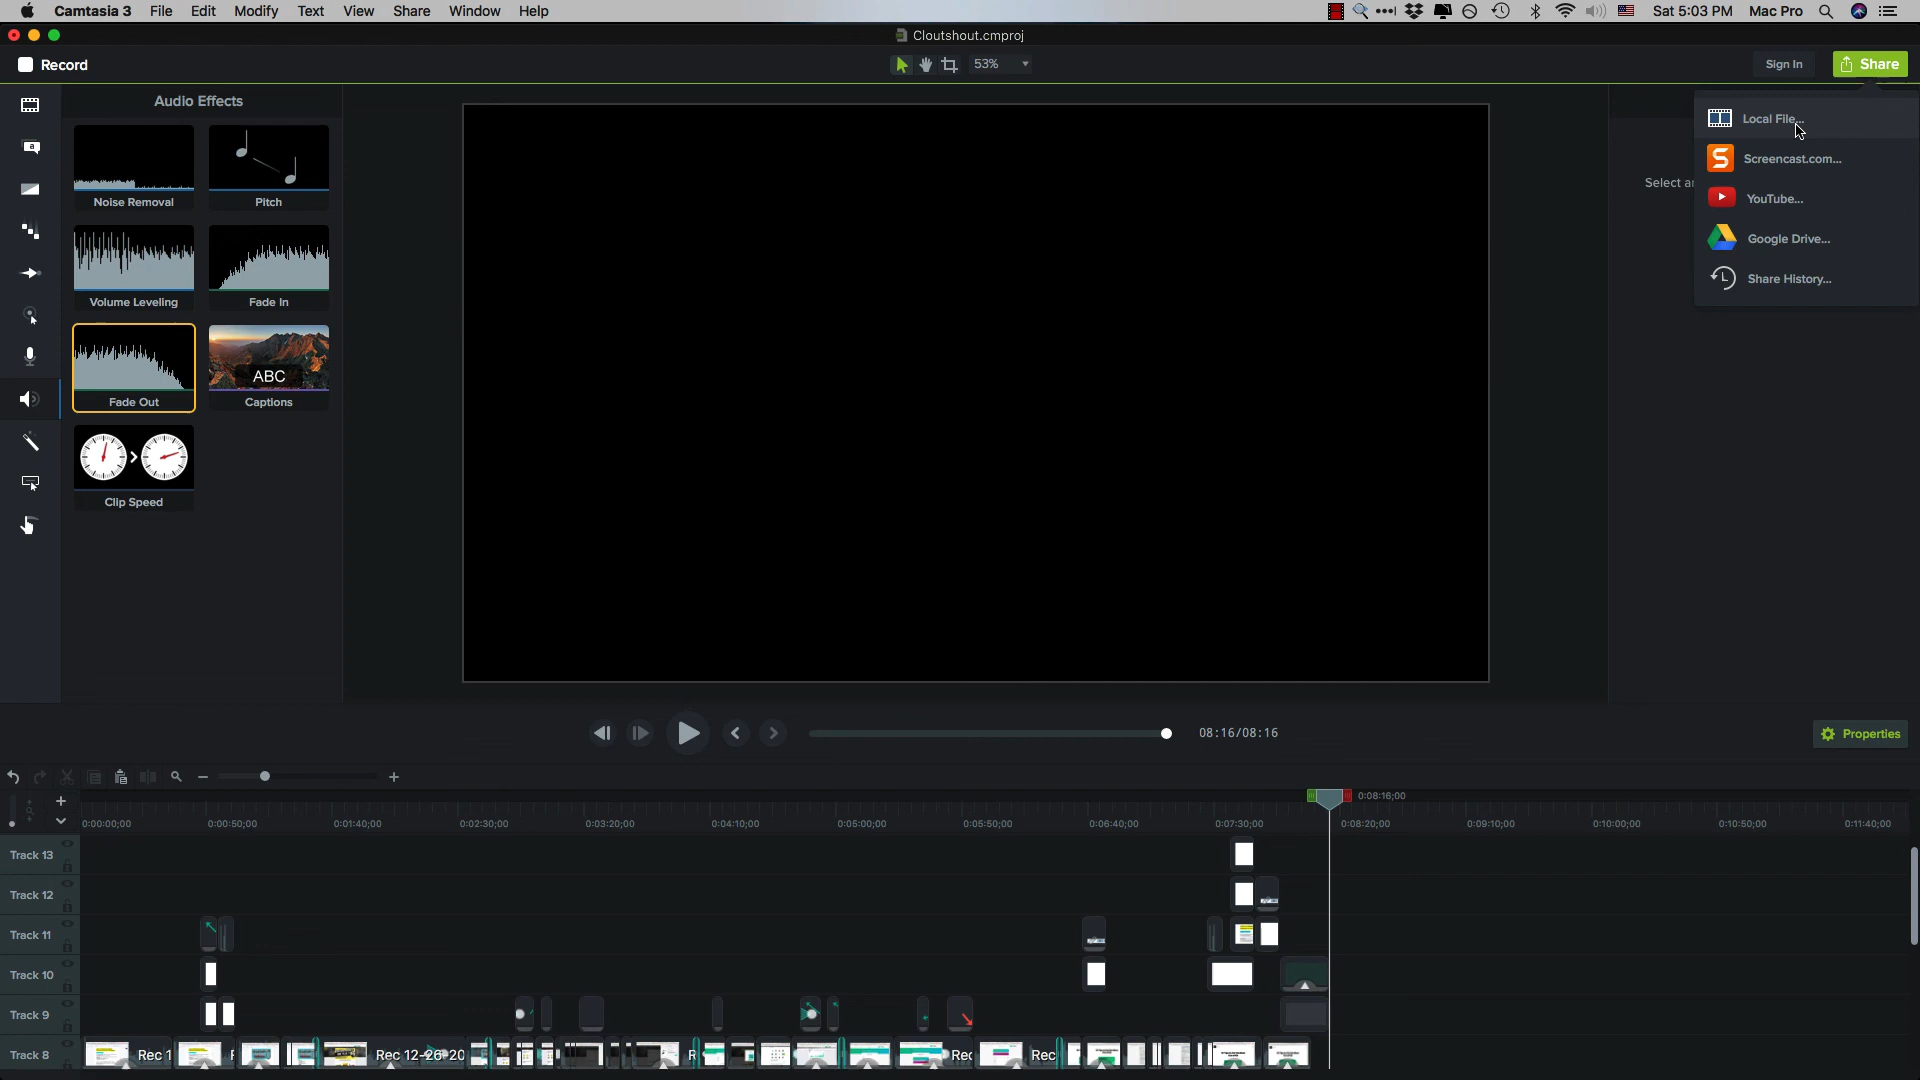 Camtasia 3 File Edit Modify Text View Share Window Help
Sat 5:03 PM Mac Pro
Cloutshout.cmproj
Record
53%
Sign In
Share
Audio Effects
Local File...
Screencast.com...
YouTube...
Google Drive...
Share History...
Select an
Noise Removal
Pitch
Volume Leveling
Fade In
ABC
Fade Out
Captions
Clip Speed
08:16/08:16
Properties
0:08:16;00
0:00:00;00 0:00:50;00 0:01:40;00 0:02:30;00 0:03:20;00 0:04:10;00 0:05:00;00 0:05:50;00 0:06:40;00 0:07:30;00 0:08:20;00 0:09:10;00 0:10:00;00 0:10:50;00 0:11:40;00
Track 13
Track 12
Track 11
Track 10
Track 9
Track 8
Rec 1
Rec 12-26-20
Rec
Rec